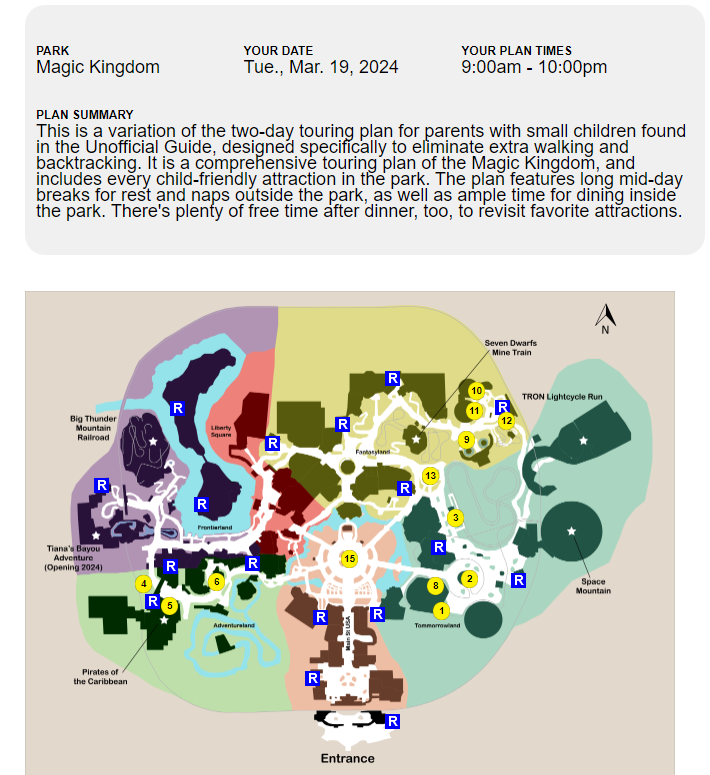 PARK YOUR DATE YOUR PLAN TIMES
Magic Kingdom Tue., Mar. 19, 2024 9:00am - 10:00pm
PLAN SUMMARY
This is a variation of the two-day touring plan for parents with small children found
in the Unofficial Guide, designed specifically to eliminate extra walking and
backtracking. It is a comprehensive touring plan of the Magic Kingdom, and
includes every child-friendly attraction in the park. The plan features long mid-day
breaks for rest and naps outside the park, as well as ample time for dining inside
the park. There's plenty of free time after dinner, too, to revisit favorite attractions.
N
Seven Dwarfs
Mine Train
R
10
TRON Lightcycle Run
R
11
R
Big Thunder
Mountain
Railroad
R
12
Liberty
Square
R
9
Fantasyland
13
R
R
R
3
Frontierland
R
Tiana's Bayou
Adventure
(Opening 2024)
15
R
R
4
6
8
2
R
Space
Mountain
R
5
1
R
R
Adventureland
Main St USA
Tommorrowland
Pirates of
the Caribbean
R
R
Entrance